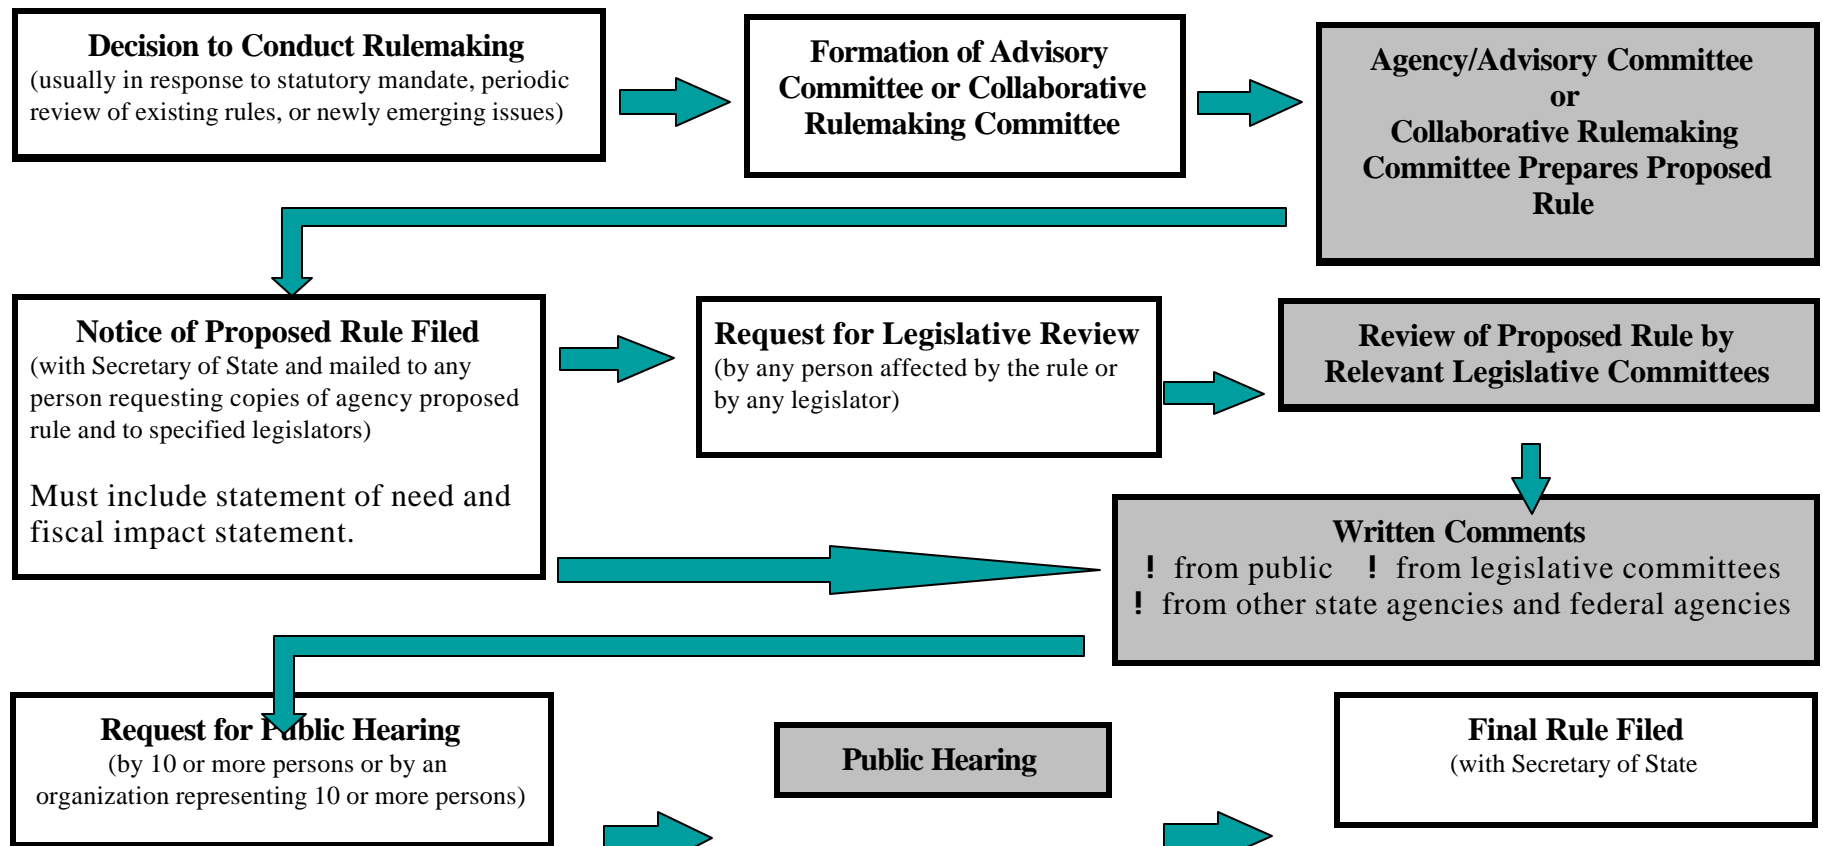 Decision to Conduct Rulemaking
(usually in response to statutory mandate, periodic
review of existing rules, or newly emerging issues)
Formation of Advisory
Committee or Collaborative
Rulemaking Committee
Agency/Advisory Committee
or
Collaborative Rulemaking
Committee Prepares Proposed
Rule
Notice of Proposed Rule Filed
(with Secretary of State and mailed to any
person requesting copies of agency proposed
rule and to specified legislators)
Must include statement of need and
fiscal impact statement.
Request for Legislative Review
(by any person affected by the rule or
by any legislator)
Review of Proposed Rule by
Relevant Legislative Committees
Written Comments
! from public ! from legislative committees
! from other state agencies and federal agencies
Request for Public Hearing
(by 10 or more persons or by an
organization representing 10 or more persons)
Public Hearing
Final Rule Filed
(with Secretary of State